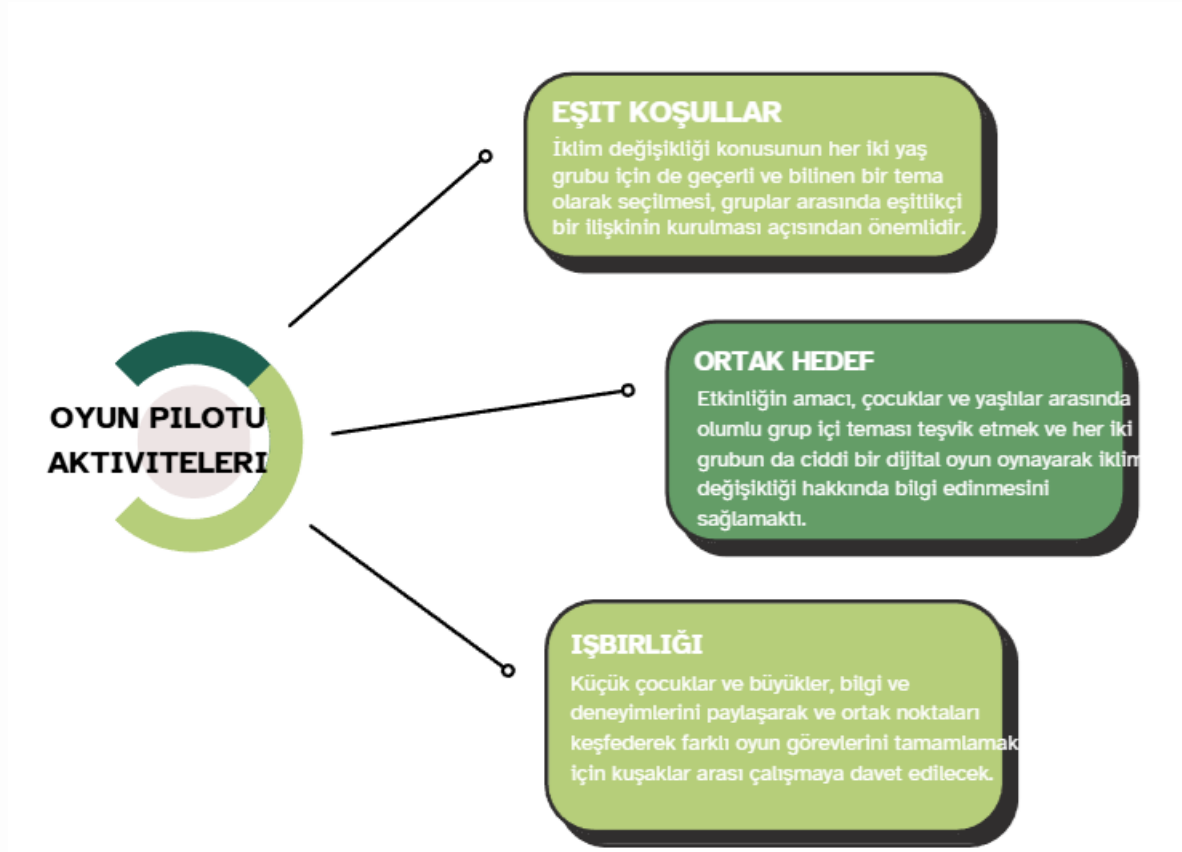 OYUN PILOTU
AKTIVITELERI
EŞIT KOŞULLAR
İklim değişikliği konusunun her iki yaş
grubu için de geçerli ve bilinen bir tema
olarak seçilmesi, gruplar arasında eşitlikçi
bir ilişkinin kurulması açısından önemlidir.
ORTAK HEDEF
Etkinliğin amacı, çocuklar ve yaşlılar arasında
olumlu grup içi teması teşvik etmek ve her iki
grubun da ciddi bir dijital oyun oynayarak iklim
değişikliği hakkında bilgi edinmesini
sağlamaktı.
IŞBIRLIĞI
Küçük çocuklar ve büyükler, bilgi ve
deneyimlerini paylaşarak ve ortak noktaları
keşfederek farklı oyun görevlerini tamamlamak
için kuşaklar arası çalışmaya davet edilecek.